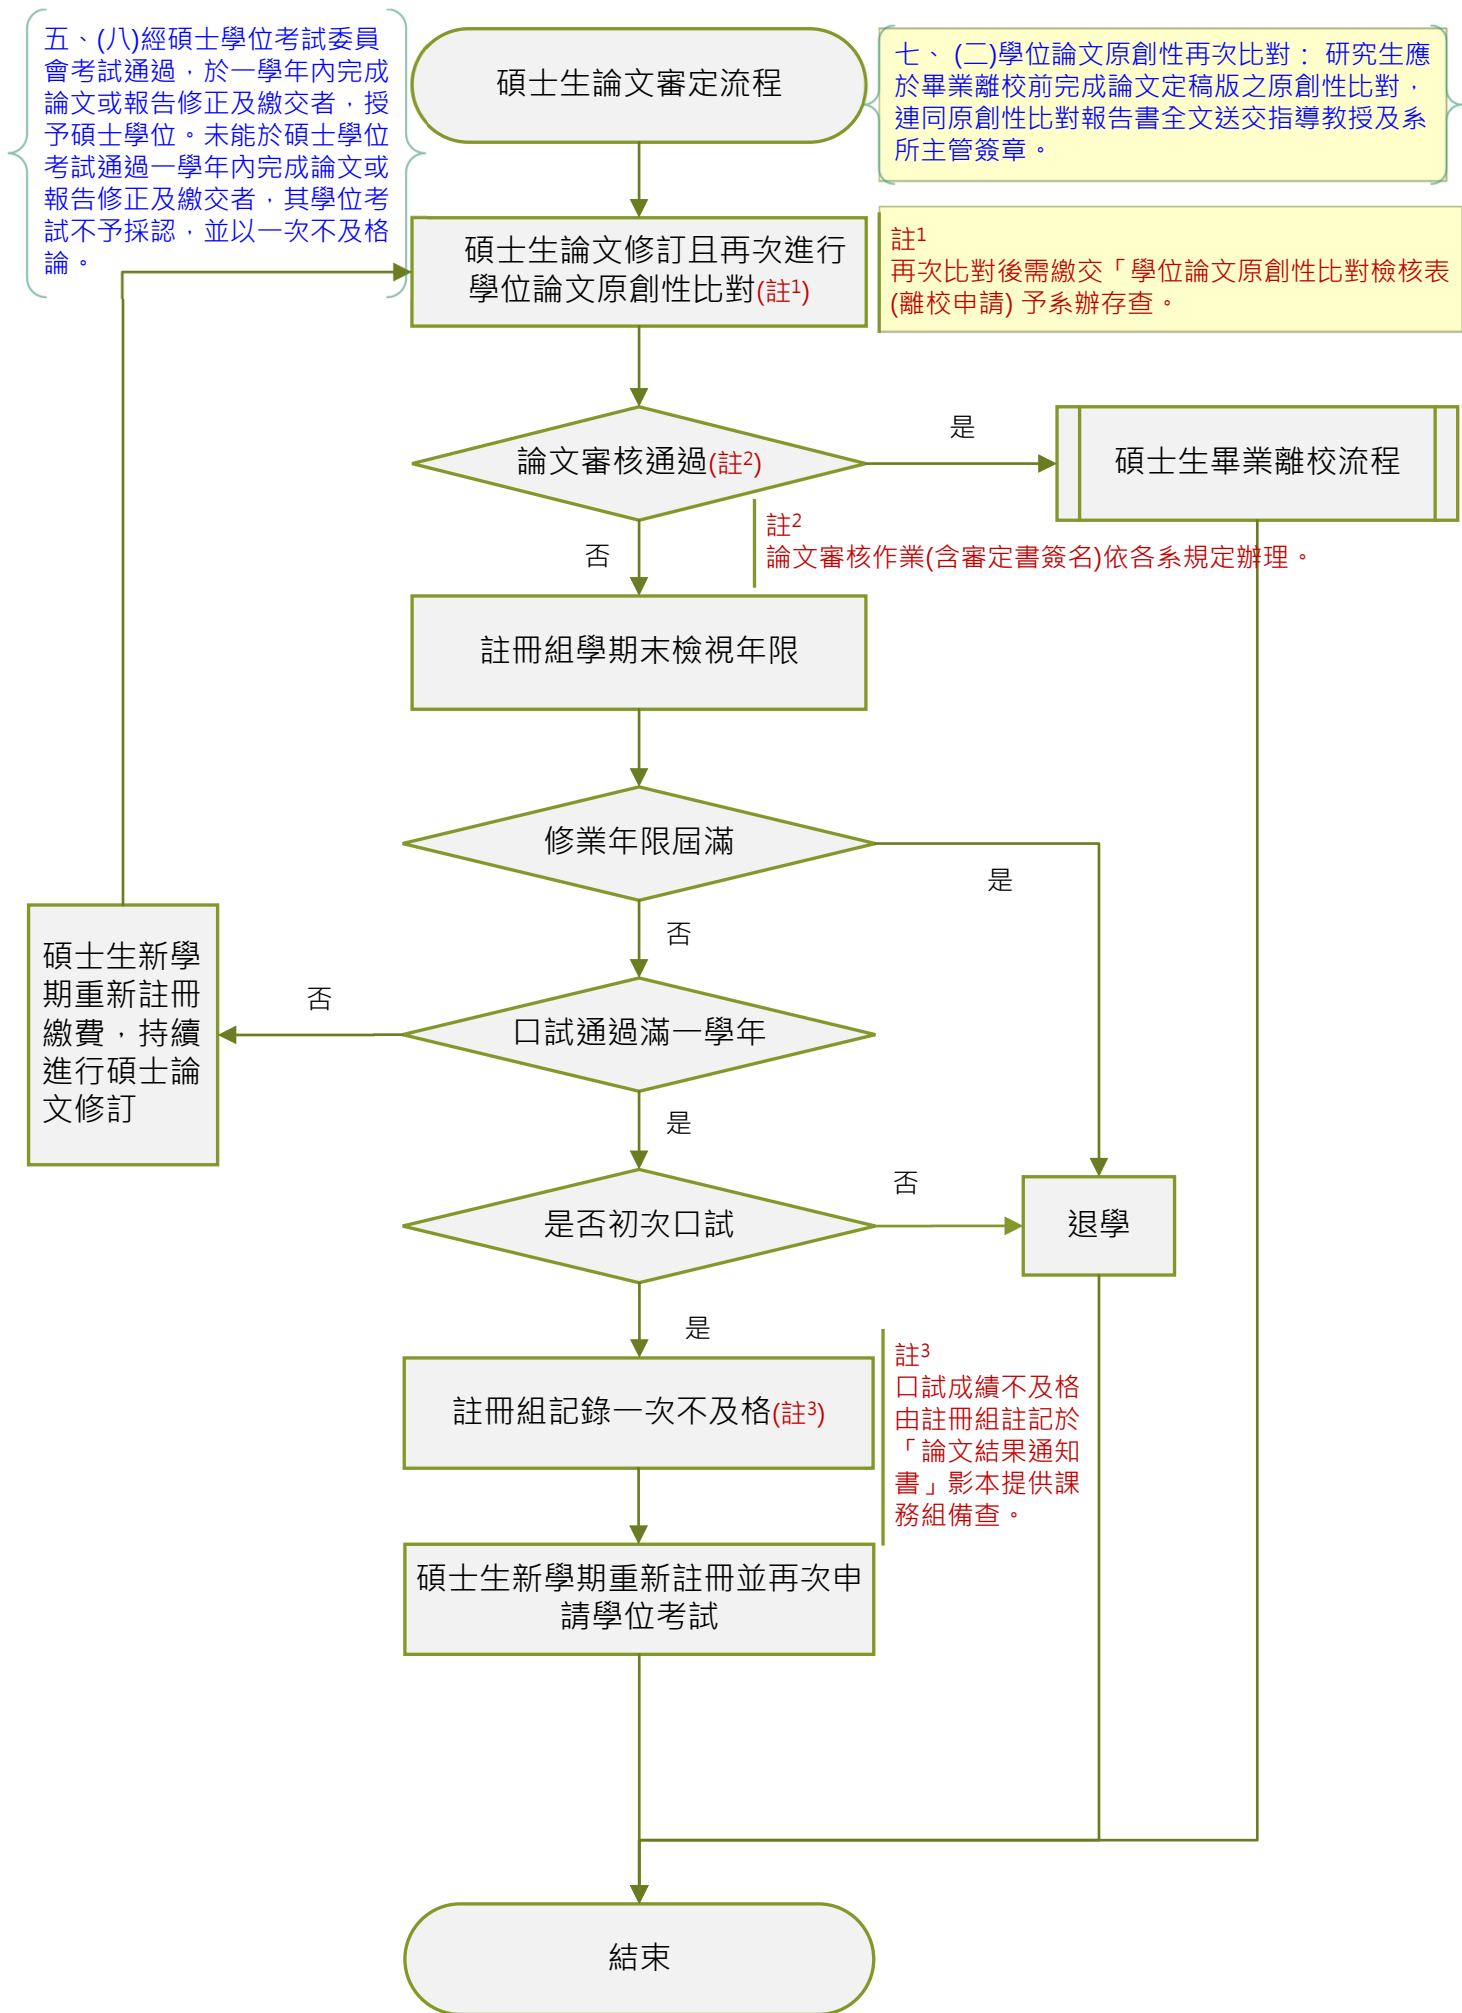 五、(八)經碩士學位考試委員
會考試通過，於一學年內完成
論文或報告修正及繳交者，授
予碩士學位。未能於碩士學位
考試通過一學年內完成論文或
報告修正及繳交者，其學位考
試不予採認，並以一次不及格
論。
碩士生論文審定流程
七、 (二)學位論文原創性再次比對： 研究生應
於畢業離校前完成論文定稿版之原創性比對，
連同原創性比對報告書全文送交指導教授及系
所主管簽章。
碩士生論文修訂且再次進行
學位論文原創性比對(註1)
註1
再次比對後需繳交「學位論文原創性比對檢核表
(離校申請) 予系辦存查。
論文審核通過(註2)
是
碩士生畢業離校流程
註2
論文審核作業(含審定書簽名)依各系規定辦理。
否
註冊組學期末檢視年限
修業年限屆滿
是
否
碩士生新學
期重新註冊
繳費，持續
進行碩士論
文修訂
否
口試通過滿一學年
是
是否初次口試
否
退學
是
註冊組記錄一次不及格(註3)
註3
口試成績不及格
由註冊組註記於
「論文結果通知
書」影本提供課
務組備查。
碩士生新學期重新註冊並再次申
請學位考試
結束